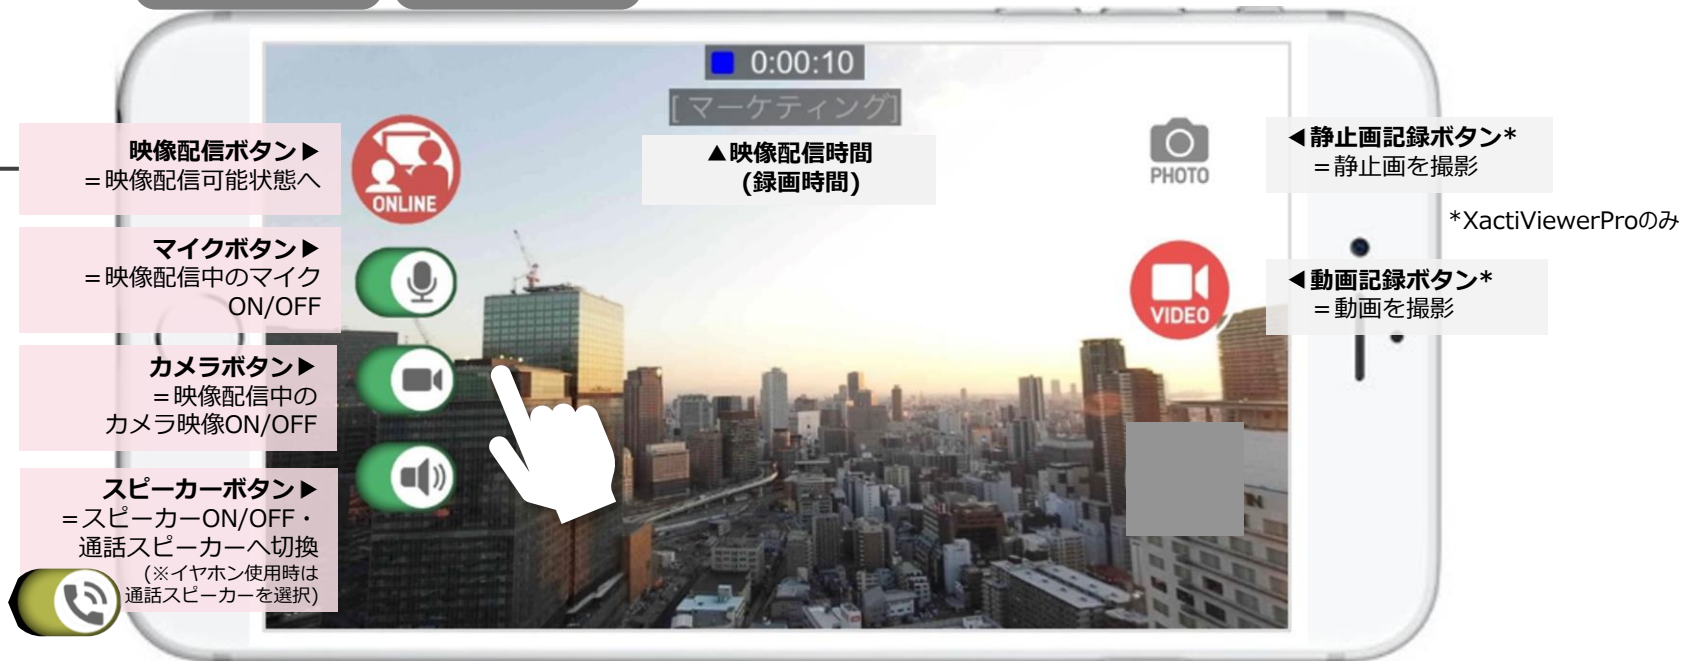 0:00:10
[マーケティング]
▲映像配信時間
(録画時間)
映像配信ボタン▶
＝映像配信可能状態へ
ONLINE
マイクボタン▶
＝映像配信中のマイク
ON/OFF
カメラボタン▶
＝映像配信中の
カメラ映像ON/OFF
スピーカーボタン▶
＝スピーカーON/OFF・
通話スピーカーへ切換
(※イヤホン使用時は
通話スピーカーを選択)
PHOTO
◀静止画記録ボタン*
＝静止画を撮影
*XactiViewerProのみ
VIDEO
◀動画記録ボタン*
＝動画を撮影